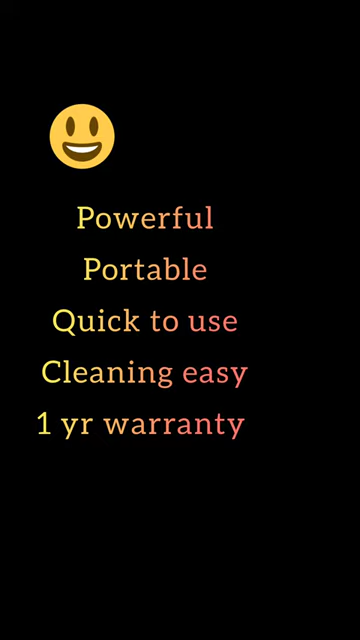 Powerful
Portable
Quick to use
Cleaning easy
1 yr warranty